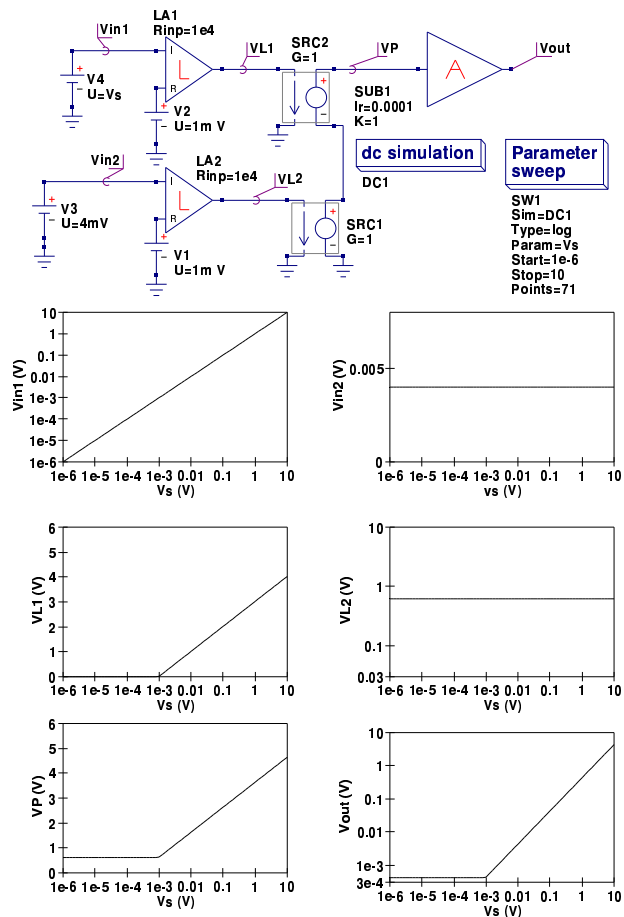 LA1
Rinp=1e4
Vin1
VL1
SRC2
G=1
VP
Vout
I
L
R
A
V4
U=Vs
V2
U=1m V
SUB1
Ir=0.0001
K=1
Vin2
LA2
Rinp=1e4
VL2
dc simulation
DC1
Parameter
sweep
SW1
Sim=DC1
Type=log
Param=Vs
Start=1e-6
Stop=10
Points=71
I
L
R
V3
U=4mV
V1
U=1m V
SRC1
G=1
Vin1 (V)
10
1
0.1
0.01
1e-3
1e-4
1e-5
1e-6
1e-6 1e-5 1e-4 1e-3 0.01 0.1 1 10
Vs (V)
Vin2 (V)
0.005
0
1e-6 1e-5 1e-4 1e-3 0.01 0.1 1 10
vs (V)
VL1 (V)
6
5
4
3
2
1
0
1e-6 1e-5 1e-4 1e-3 0.01 0.1 1 10
Vs (V)
VL2 (V)
10
1
0.1
0.03
1e-6 1e-5 1e-4 1e-3 0.01 0.1 1 10
Vs (V)
VP (V)
6
5
4
3
2
1
0
1e-6 1e-5 1e-4 1e-3 0.01 0.1 1 10
Vs (V)
Vout (V)
10
1
0.1
0.01
1e-3
3e-4
1e-6 1e-5 1e-4 1e-3 0.01 0.1 1 10
Vs (V)